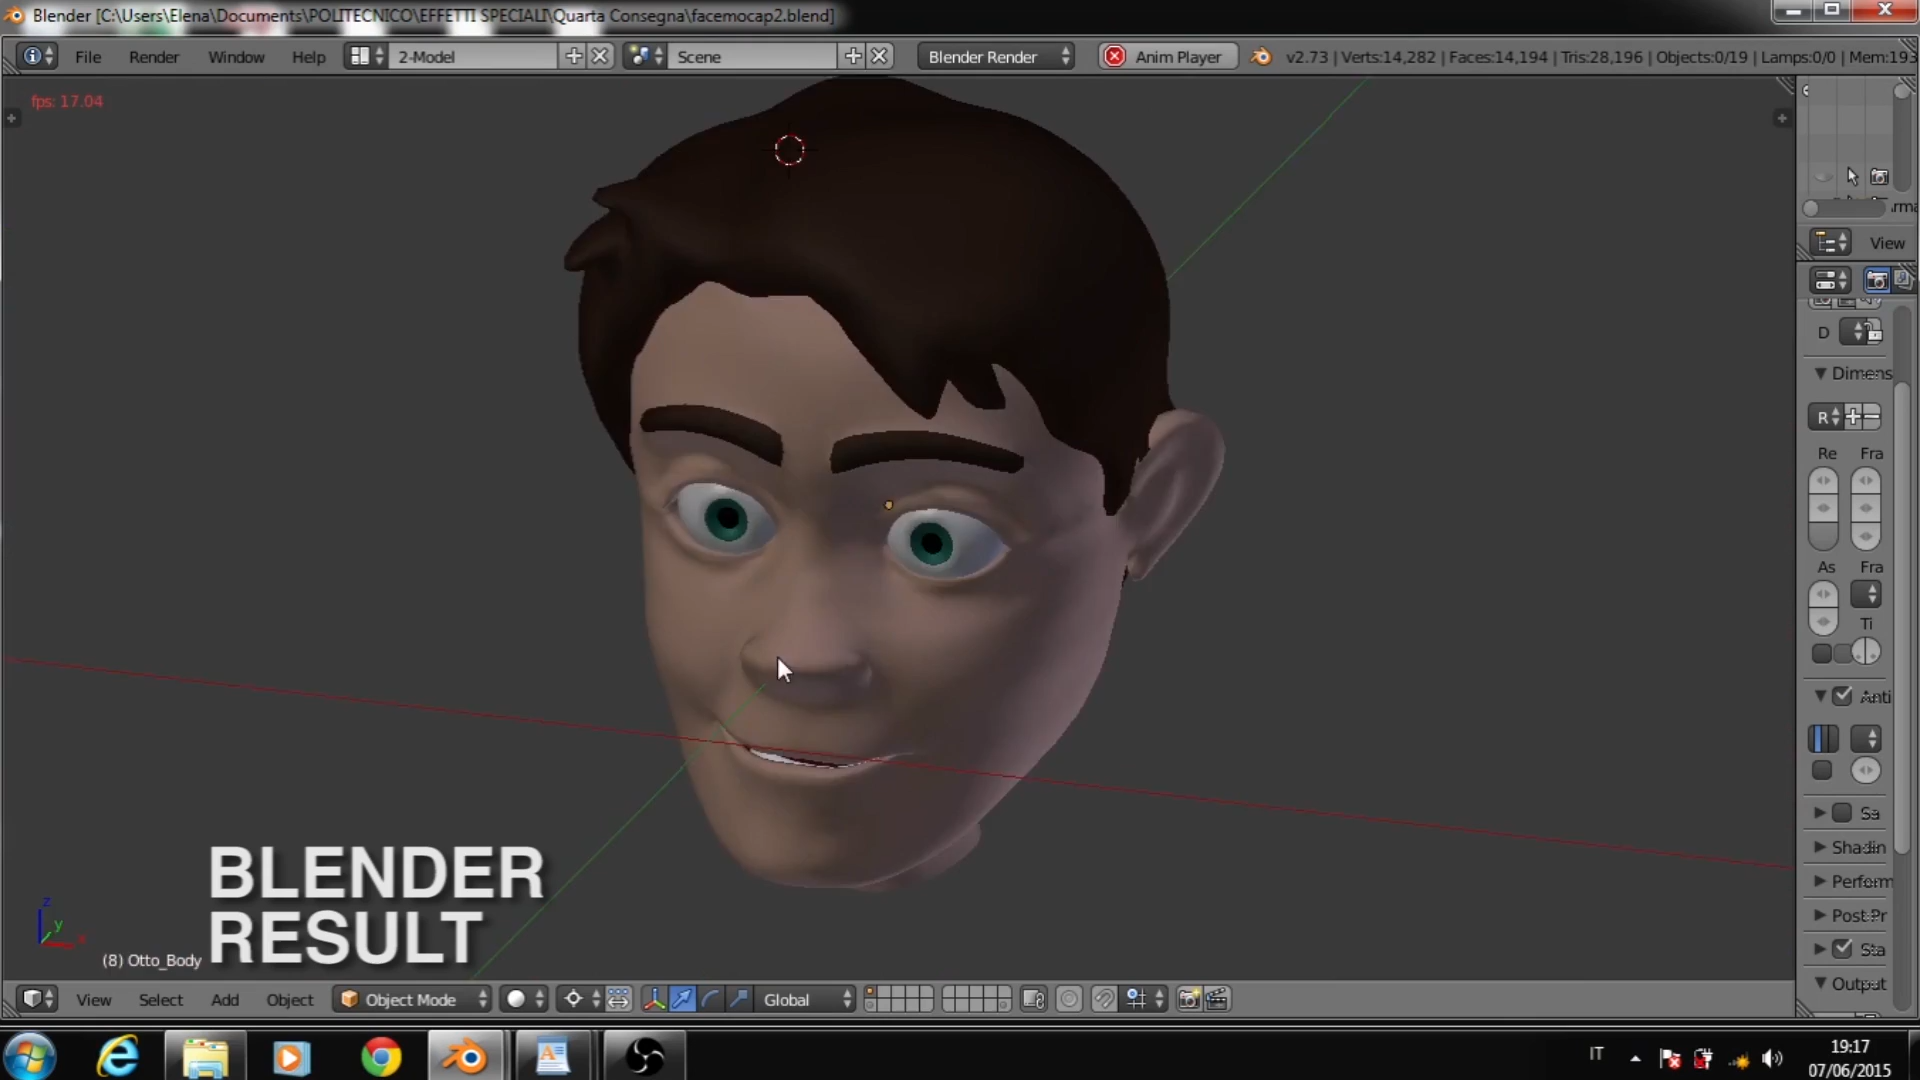 Blender [C:\Users\Elena\Documents\POLITECNICO\EFFETTI SPECIALI\Quarta Consegna\facemocap2.blend]
File Render Window Help 2-Model Scene Blender Render Anim Player v2.73 | Verts:14,282 | Faces:14,194 | Tris:28,196 | Objects:0/19 | Lamps:0/0 | Mem:193
fps: 17.04
View
D
Dimens
R
Re Fra
As Fra
Ti
Anti
Sa
Shadin
Perform
Post Pr
Sta
Output
BLENDER
RESULT
z
y
x
(8) Otto_Body
View Select Add Object Object Mode Global
IT
19:17
07/06/2015